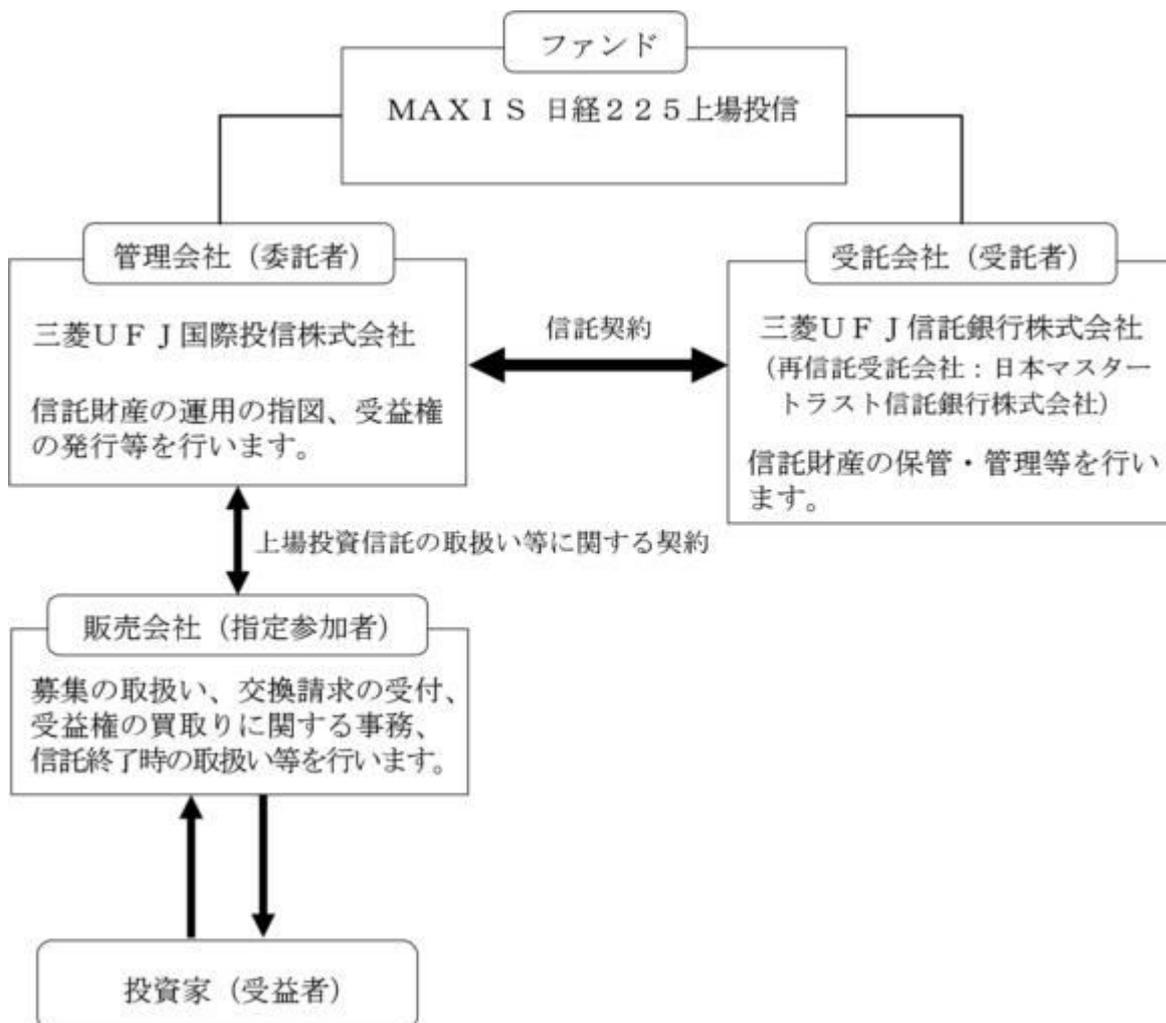 ファンド
ＭＡＸＩＳ 日経２２５上場投信
管理会社（委託者）
三菱ＵＦＪ国際投信株式会社
信託財産の運用の指図、受益権
の発行等を行います。
信託契約
受託会社（受託者）
三菱ＵＦＪ信託銀行株式会社
（再信託受託会社：日本マスター
トラスト信託銀行株式会社）
信託財産の保管・管理等を行い
ます。
上場投資信託の取扱い等に関する契約
販売会社（指定参加者）
募集の取扱い、交換請求の受付、
受益権の買取りに関する事務、
信託終了時の取扱い等を行います。
投資家（受益者）